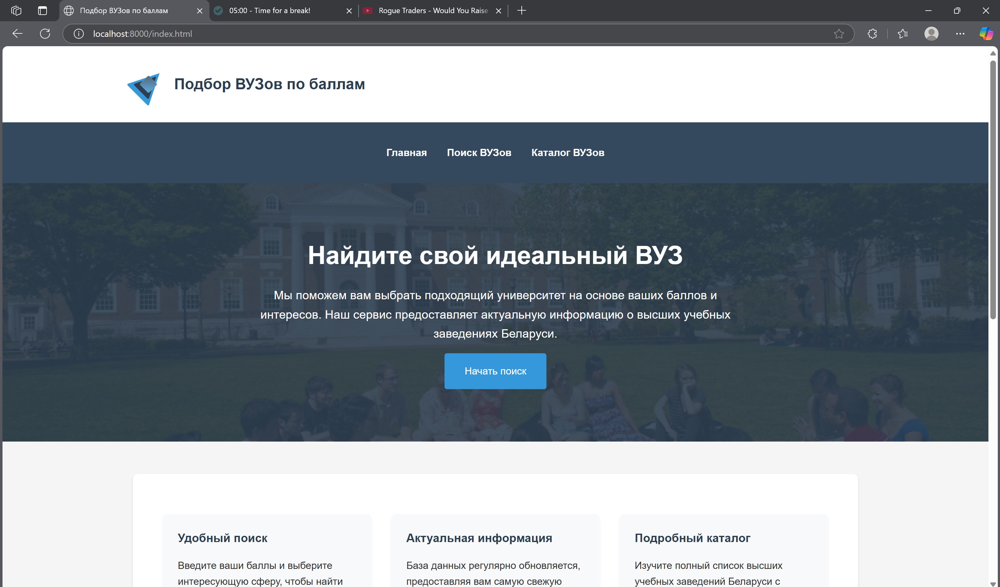 Подбор ВУЗов по баллам
05:00 - Time for a break!
Rogue Traders - Would You Raise
localhost:8000/index.html
Подбор ВУЗов по баллам
Главная Поиск ВУЗов Каталог ВУЗов
Найдите свой идеальный ВУЗ
Мы поможем вам выбрать подходящий университет на основе ваших баллов и
интересов. Наш сервис предоставляет актуальную информацию о высших учебных
заведениях Беларуси.
Начать поиск
Удобный поиск
Введите ваши баллы и выберите
интересующую сферу, чтобы найти
Актуальная информация
База данных регулярно обновляется,
предоставляя вам самую свежую
Подробный каталог
Изучите полный список высших
учебных заведений Беларуси с